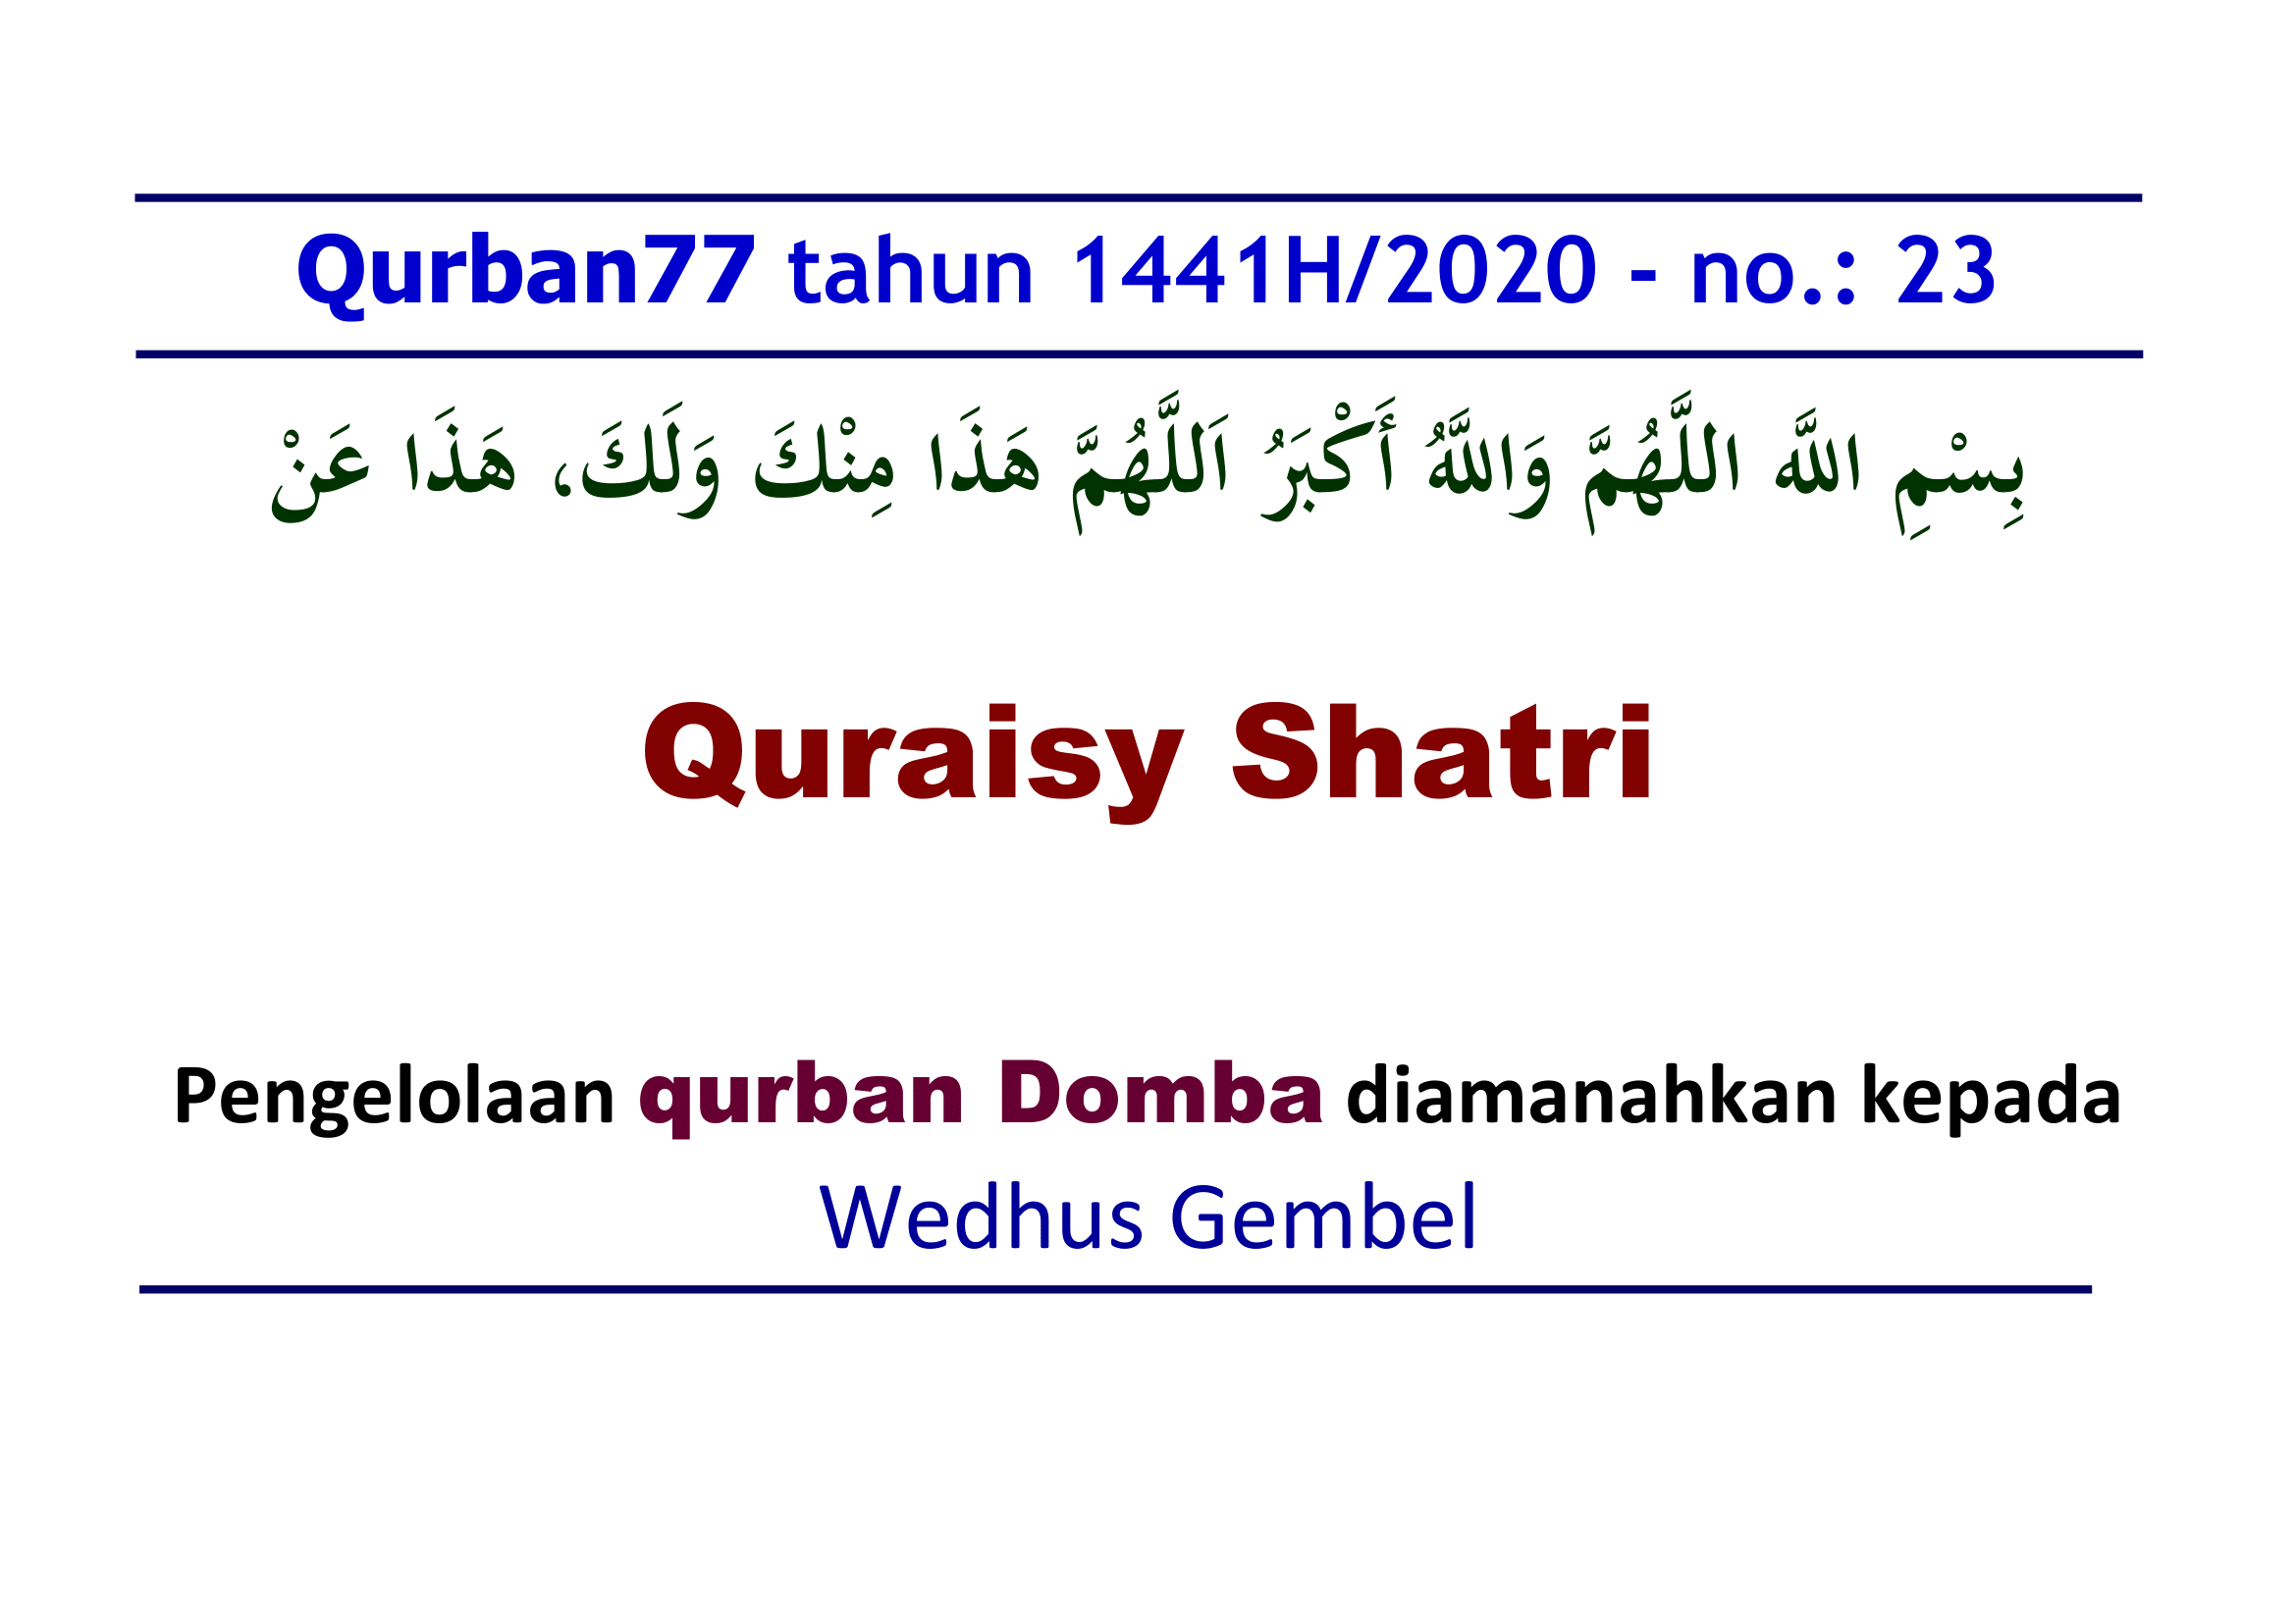 Qurban77 tahun 1441H/2020 - no.: 23
بِسْمِ اللَّه اللَّهُمَّ وَاللَّهُ أَكْبَرُ اَللَّهُمَّ هَذَا مِنْكَ وَلَكَ، هَذَا عَنْ
Quraisy Shatri
Pengelolaan qurban Domba diamanahkan kepada
Wedhus Gembel